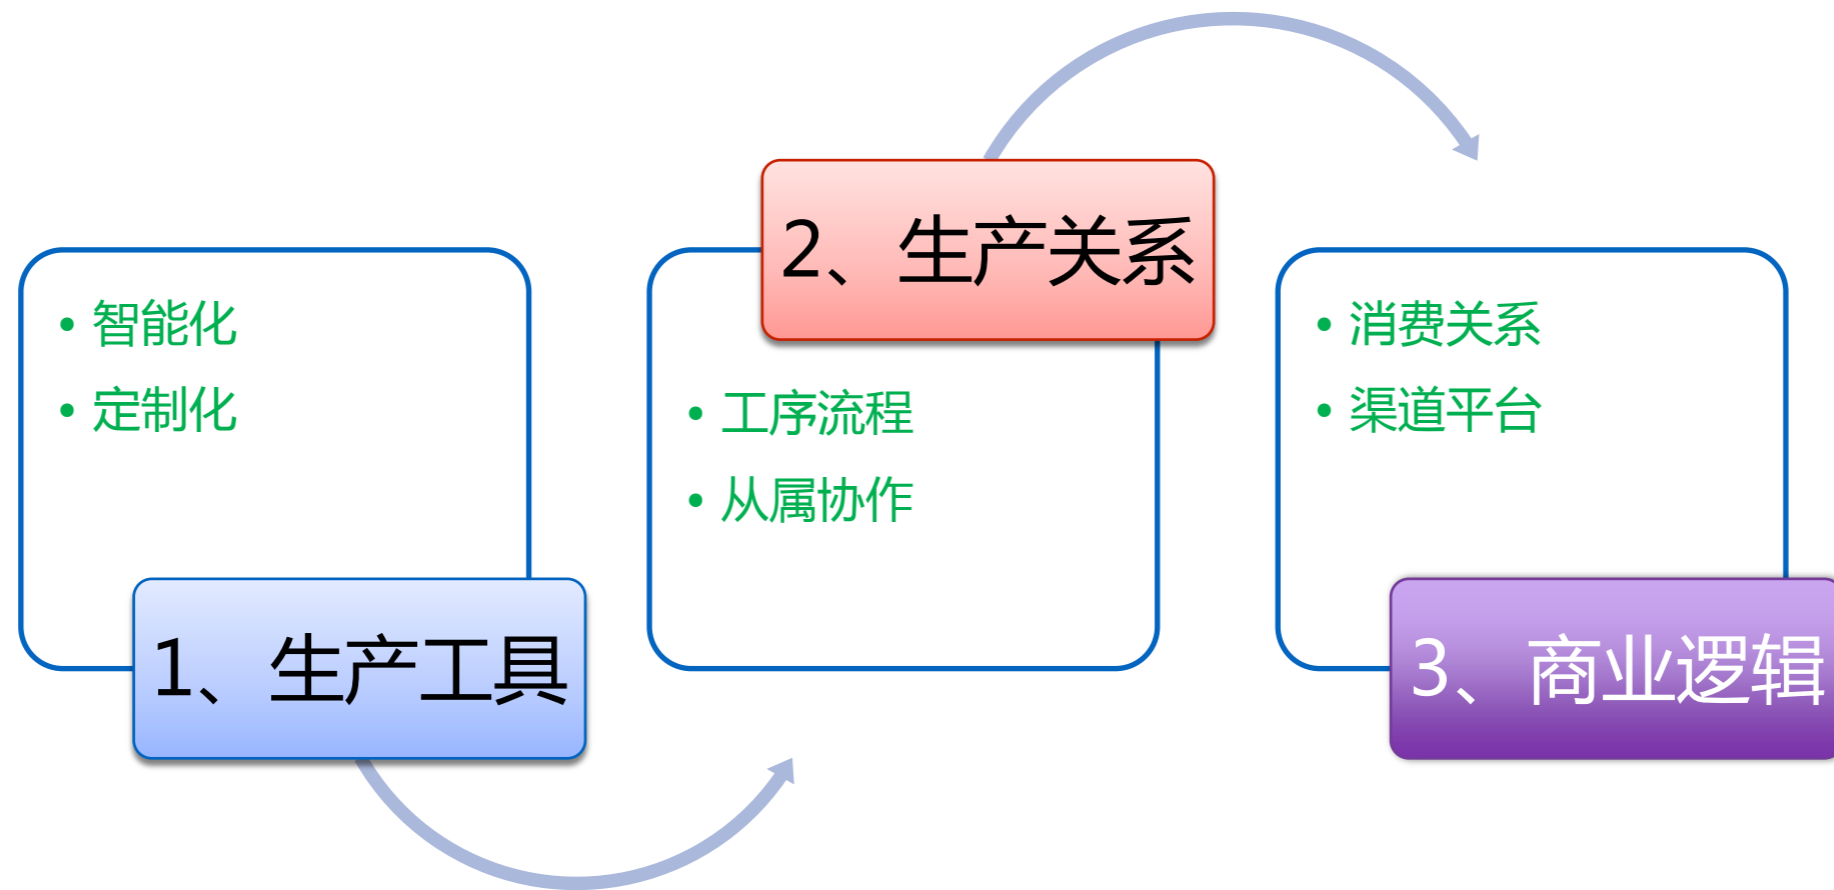 • 智能化
• 定制化
1、生产工具
2、生产关系
• 工序流程
• 从属协作
• 消费关系
• 渠道平台
3、商业逻辑